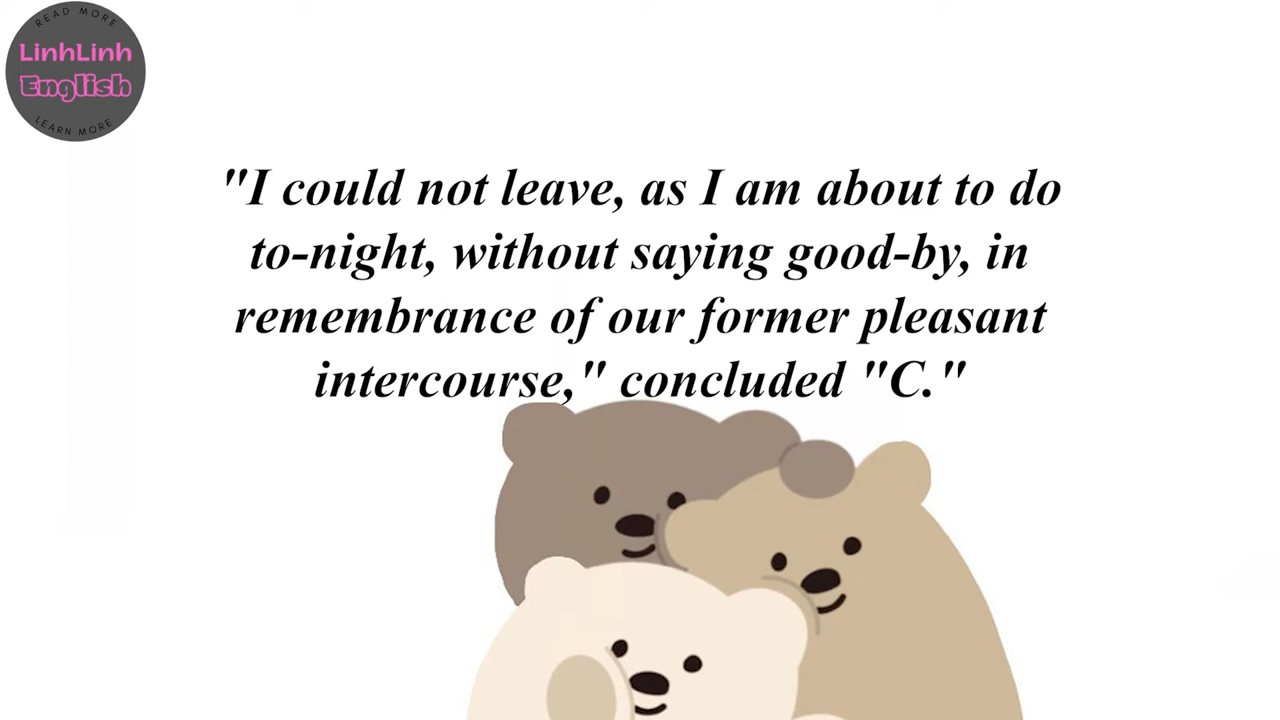 READ MORE
LinhLinh
English
LEARN MORE
"I could not leave, as I am about to do
to-night, without saying good-by, in
remembrance of our former pleasant
intercourse," concluded "C."